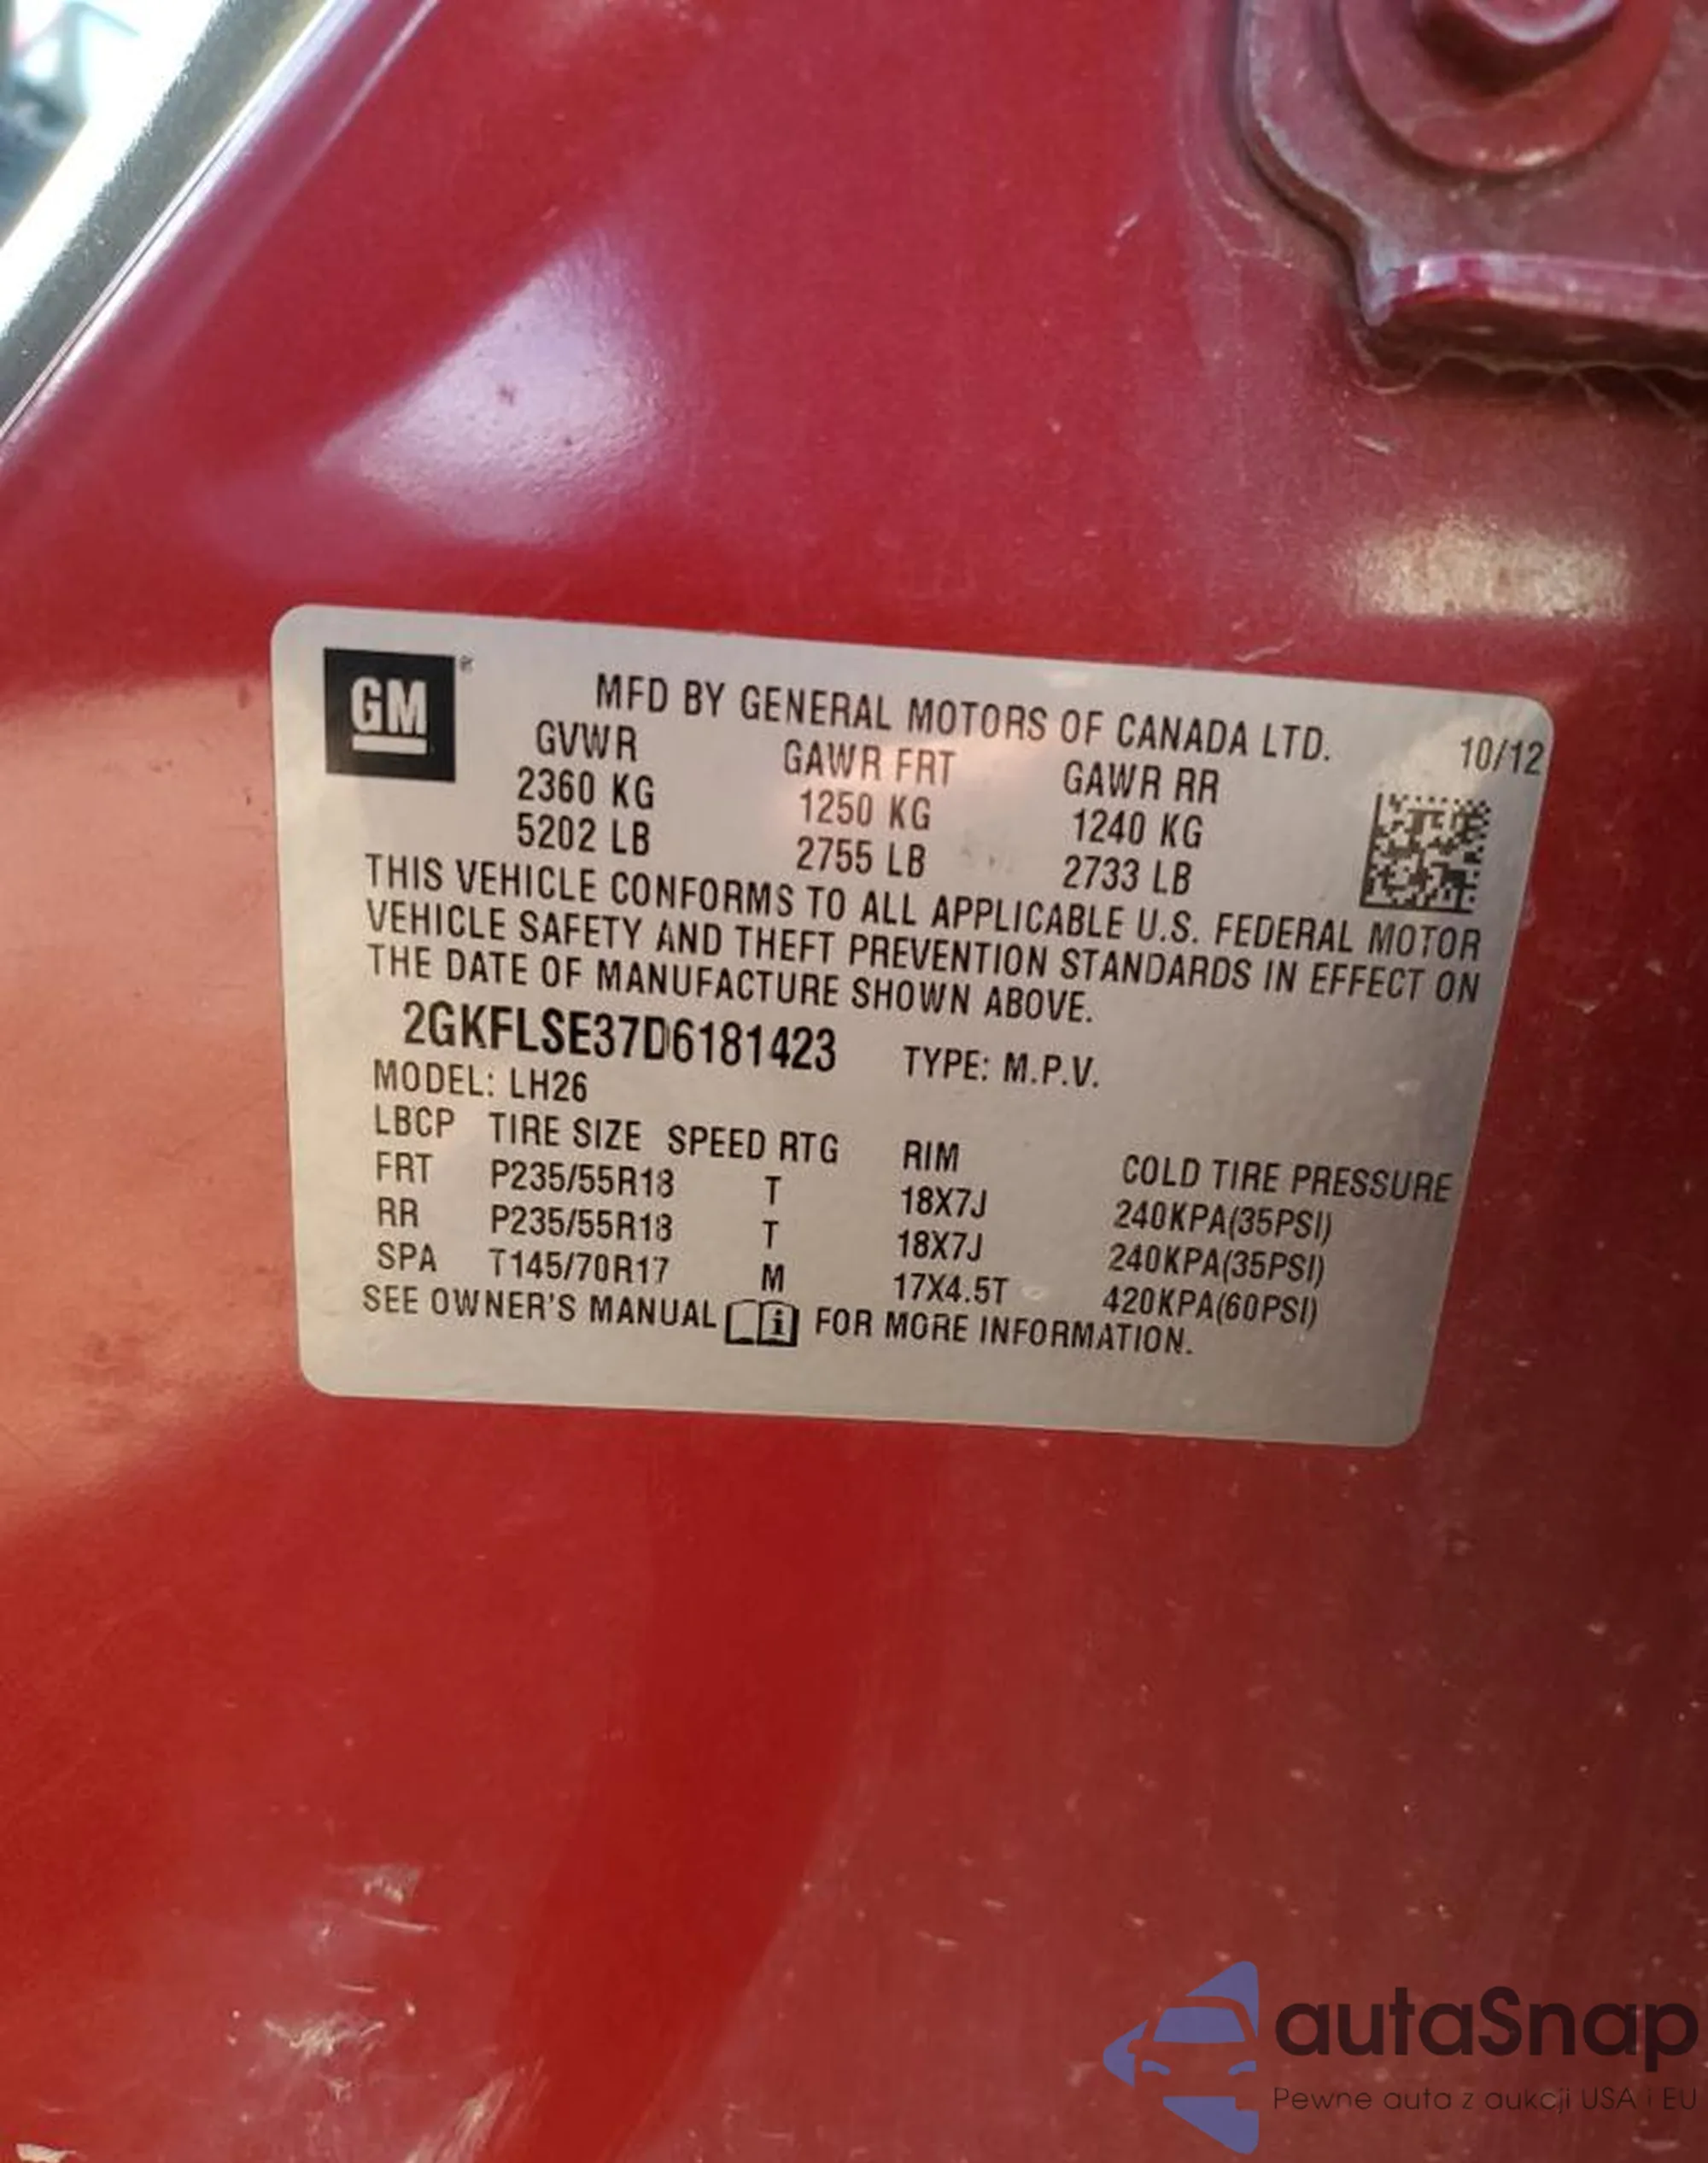 GM®
MFD BY GENERAL MOTORS OF CANADA LTD. 10/12
GVWR GAWR FRT GAWR RR
2360 KG 1250 KG 1240 KG
5202 LB 2755 LB 2733 LB
THIS VEHICLE CONFORMS TO ALL APPLICABLE U.S. FEDERAL MOTOR
VEHICLE SAFETY AND THEFT PREVENTION STANDARDS IN EFFECT ON
THE DATE OF MANUFACTURE SHOWN ABOVE.
2GKFLSE37D6181423 TYPE: M.P.V.
MODEL: LH26
LBCP TIRE SIZE SPEED RTG RIM COLD TIRE PRESSURE
FRT P235/55R18 T 18X7J 240KPA(35PSI)
RR P235/55R18 T 18X7J 240KPA(35PSI)
SPA T145/70R17 M 17X4.5T 420KPA(60PSI)
SEE OWNER'S MANUAL i FOR MORE INFORMATION.
autaSnap
Pewne auta z aukcji USA i EU